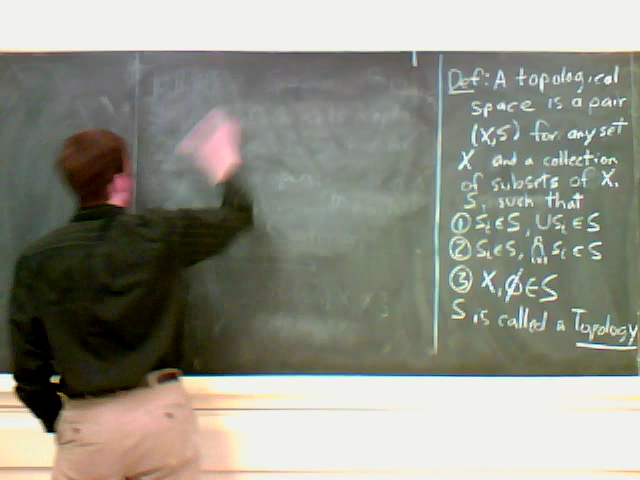 Def: A topological
space is a pair
(X,S) for any set
X and a collection
of subsets of X,
S, such that
① Sᵢ∈S, ∪Sᵢ∈S
② Sᵢ∈S, ⋂ Sᵢ∈S
③ X,∅∈S
S is called a Topology